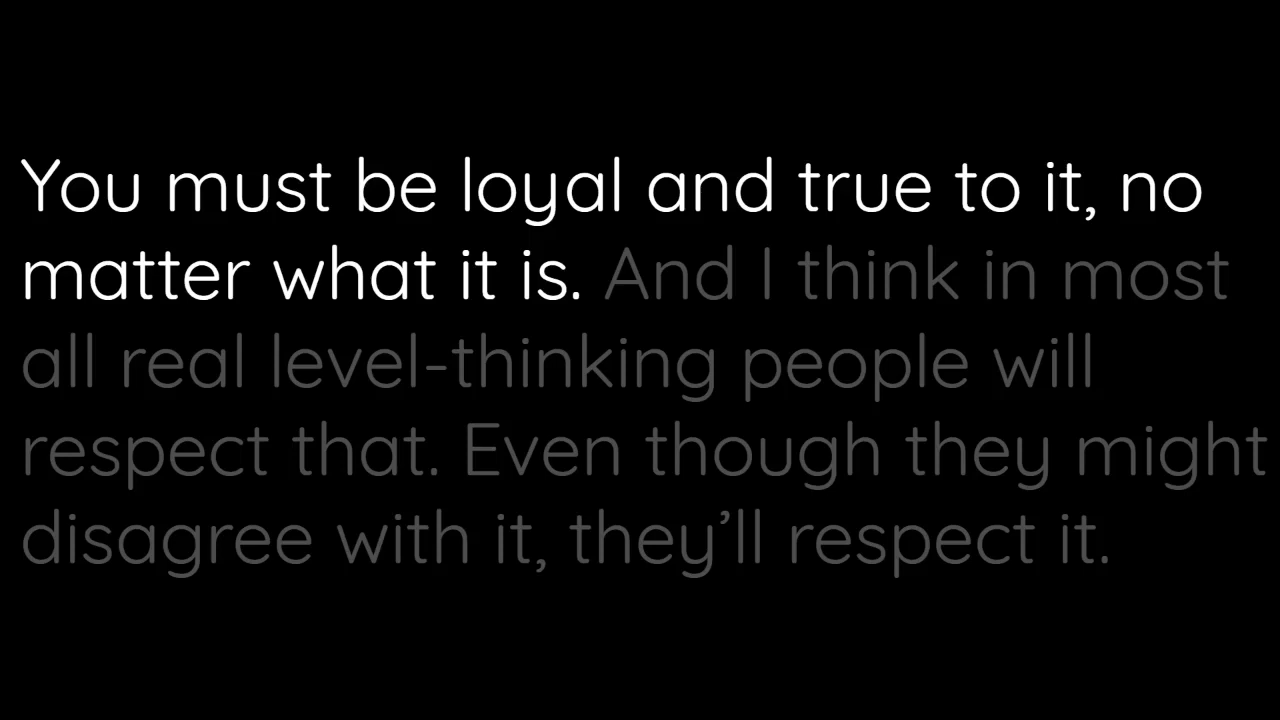 You must be loyal and true to it, no
matter what it is. And I think in most
all real level-thinking people will
respect that. Even though they might
disagree with it, they’ll respect it.